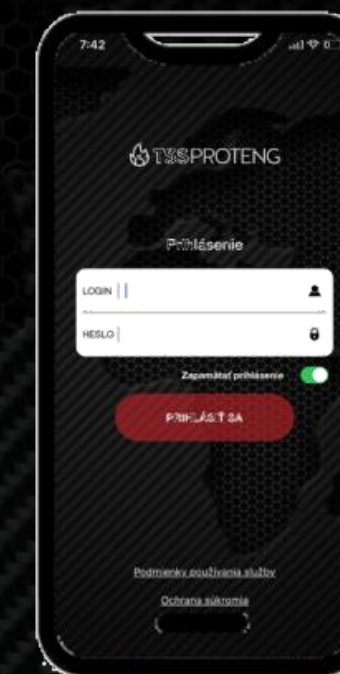 7:42
TSSPROTENG
Prihlásenie
LOGIN
HESLO
Zapamätať prihlásenie
PRIHLÁSIŤ SA
Podmienky používania služby
Ochrana súkromia